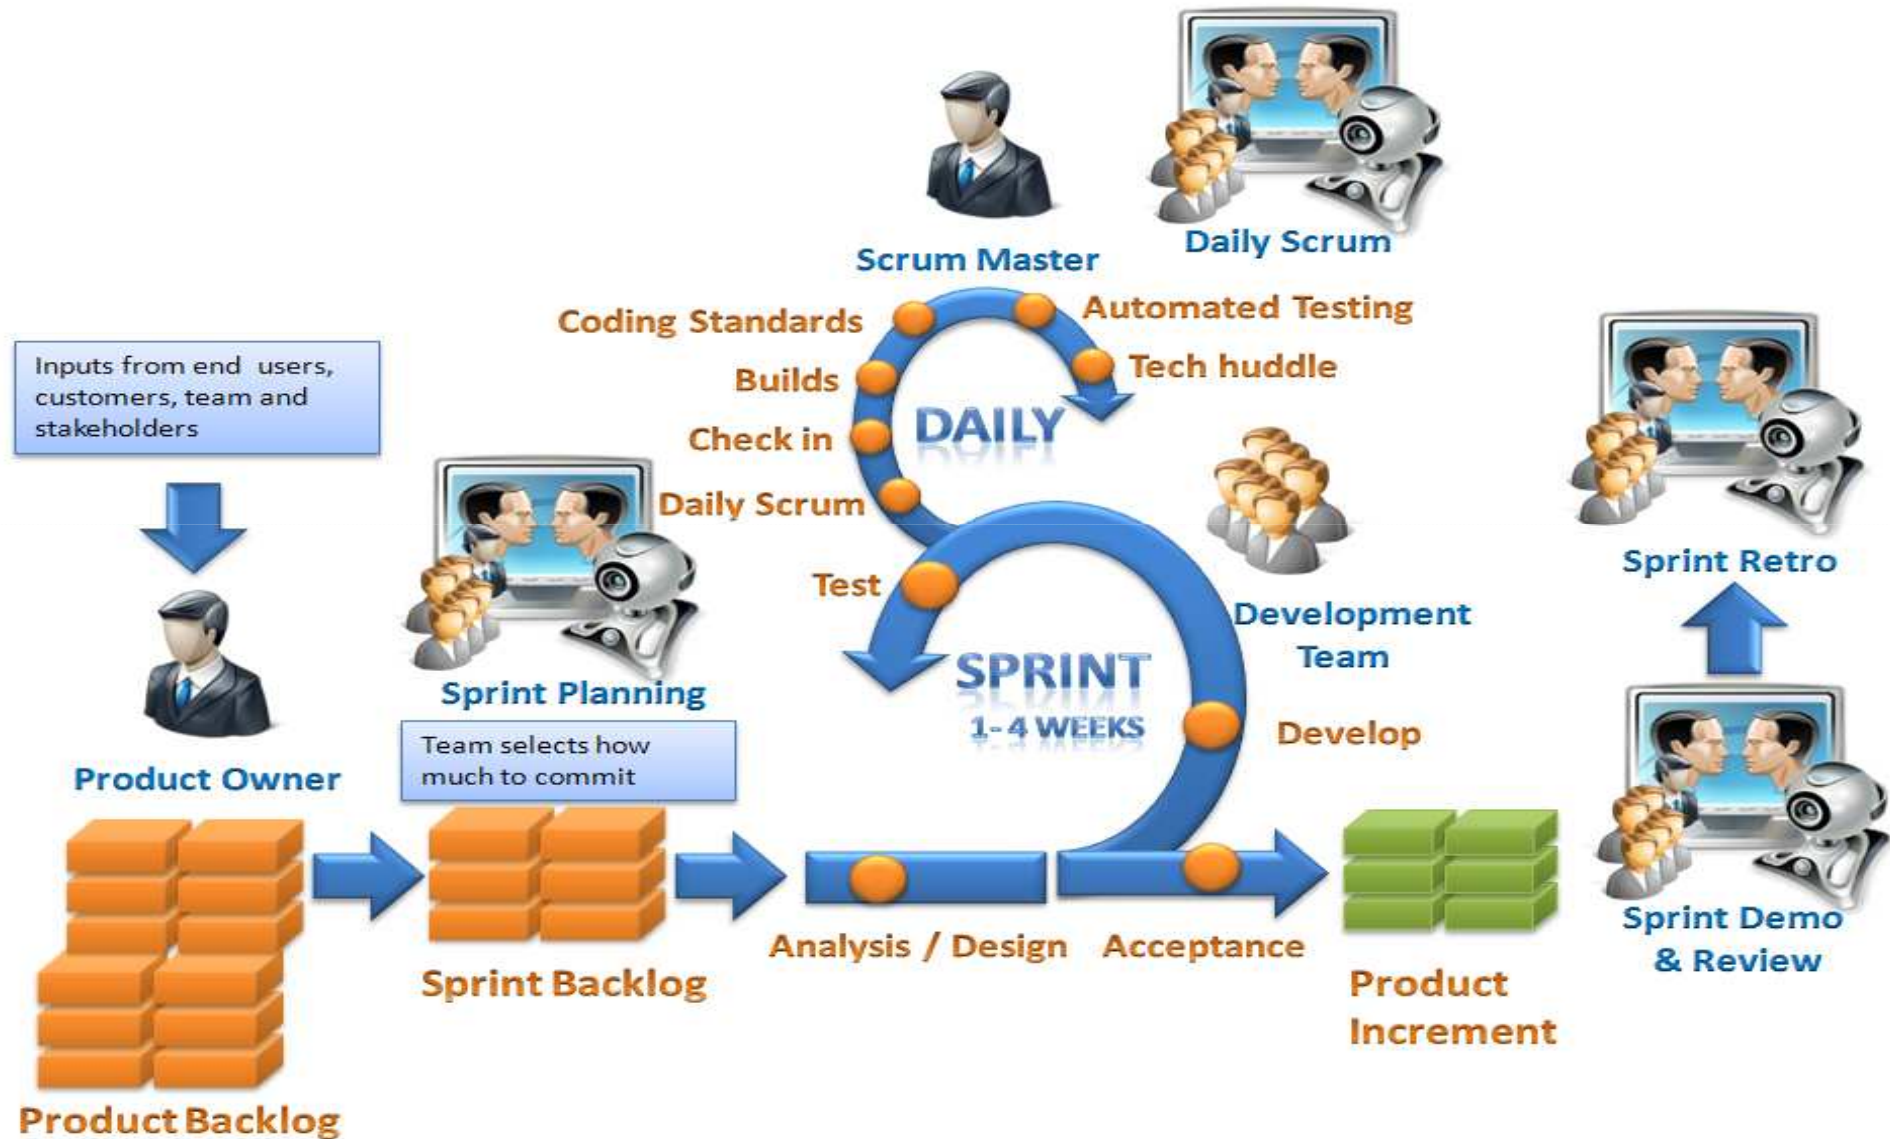 Scrum Master
Daily Scrum
Coding Standards
Automated Testing
Builds
Tech huddle
Check in
DAILY
Daily Scrum
Inputs from end users,
customers, team and
stakeholders
Product Owner
Sprint Planning
Team selects how
much to commit
Test
SPRINT
1- 4 WEEKS
Development
Team
Develop
Sprint Retro
Sprint Demo
& Review
Analysis / Design
Acceptance
Sprint Backlog
Product
Increment
Product Backlog